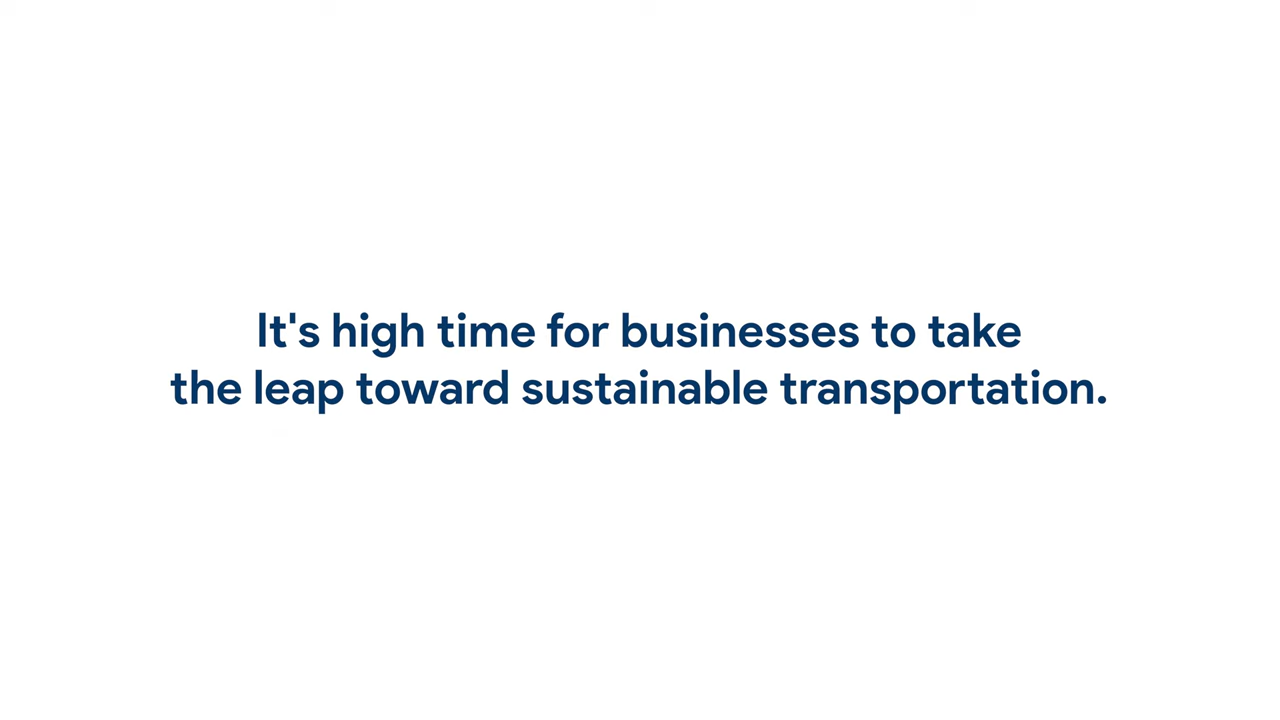 It's high time for businesses to take
the leap toward sustainable transportation.